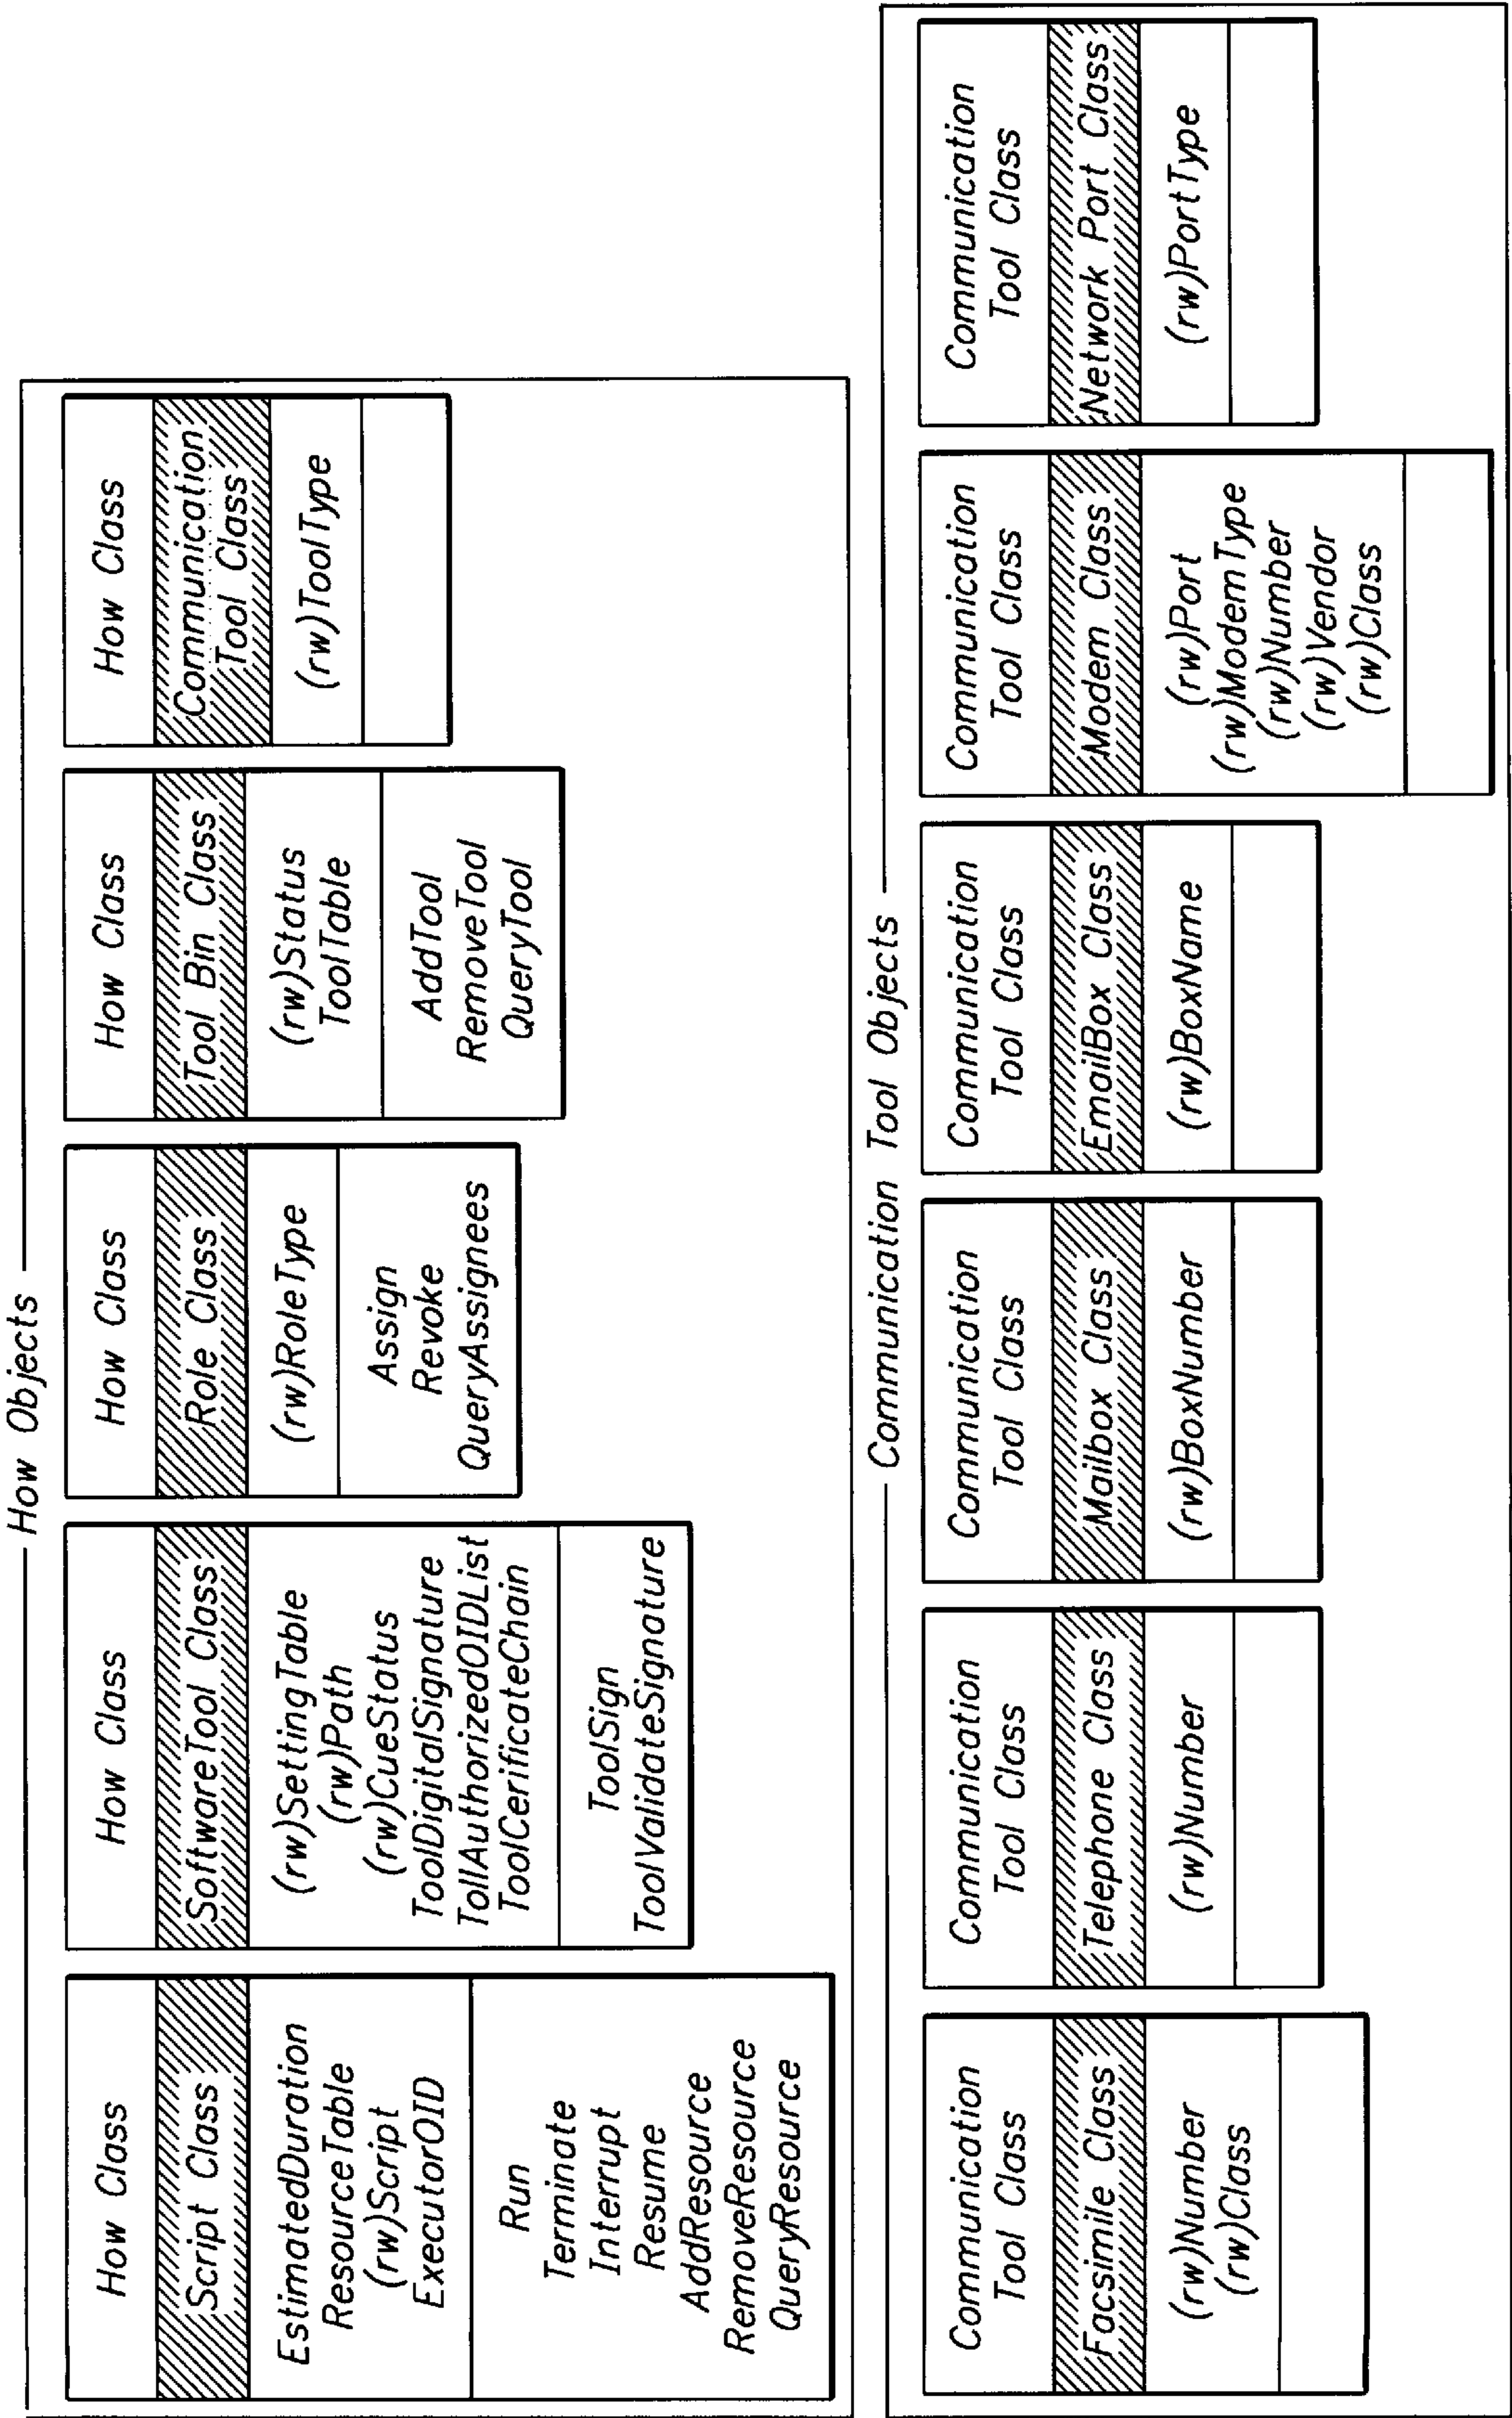 How Objects
How Class
Script Class
EstimatedDuration
ResourceTable
(rw)Script
ExecutorOID
Run
Terminate
Interrupt
Resume
AddResource
RemoveResource
QueryResource
How Class
SoftwareTool Class
(rw)SettingTable
(rw)Path
(rw)CueStatus
ToolDigitalSignature
TollAuthorizedOIDList
ToolCerificateChain
ToolSign
ToolValidateSignature
How Class
Role Class
(rw)RoleType
Assign
Revoke
QueryAssignees
How Class
Tool Bin Class
(rw)Status
ToolTable
AddTool
RemoveTool
QueryTool
How Class
Communication
Tool Class
(rw)ToolType
Communication Tool Objects
Communication
Tool Class
Facsimile Class
(rw)Number
(rw)Class
Communication
Tool Class
Telephone Class
(rw)Number
Communication
Tool Class
Mailbox Class
(rw)BoxNumber
Communication
Tool Class
EmailBox Class
(rw)BoxName
Communication
Tool Class
Modem Class
(rw)Port
(rw)ModemType
(rw)Number
(rw)Vendor
(rw)Class
Communication
Tool Class
Network Port Class
(rw)PortType